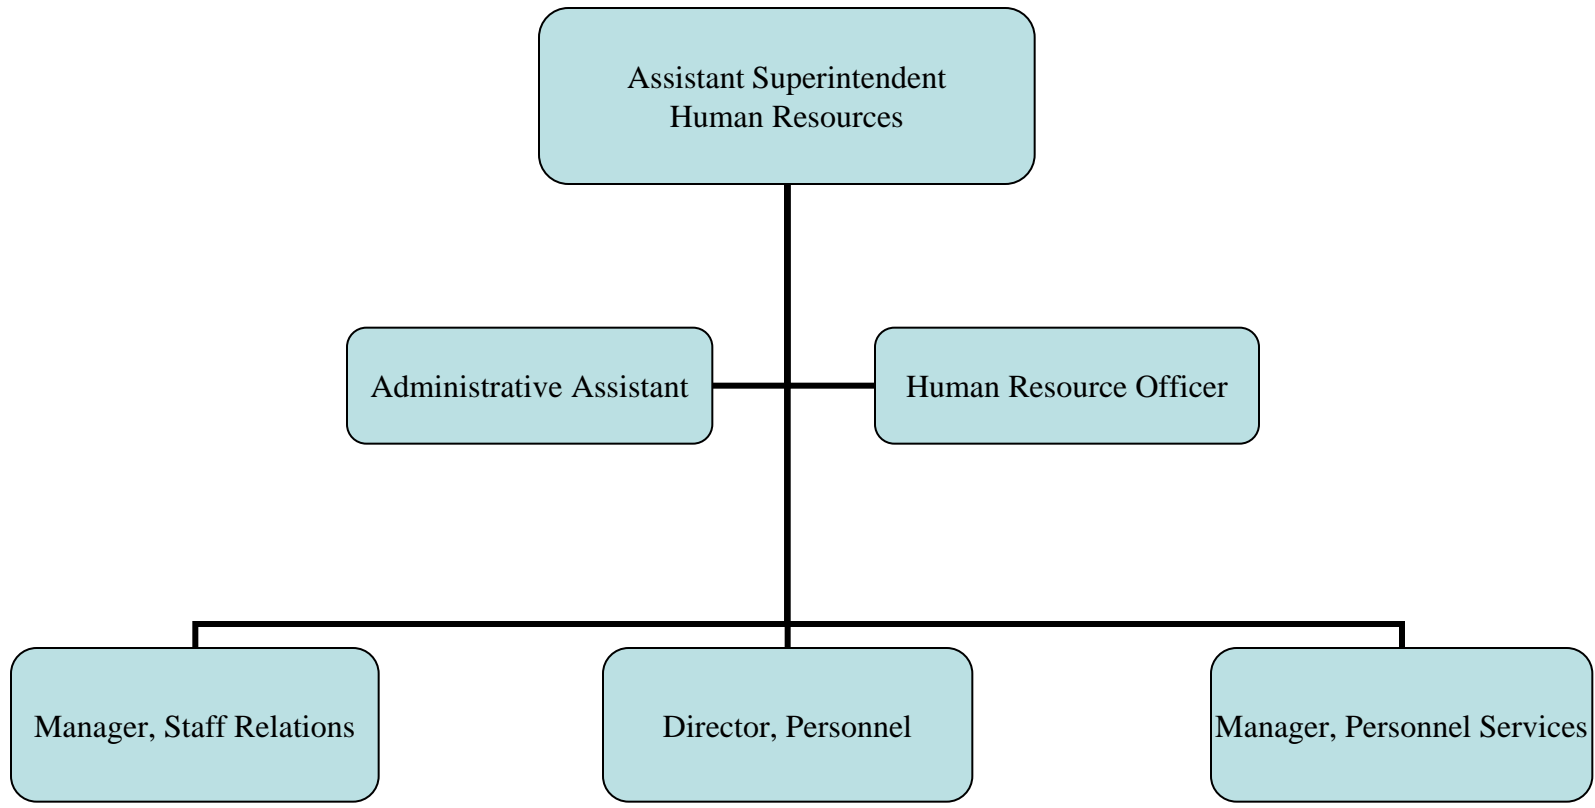 Assistant Superintendent
Human Resources
Administrative Assistant
Human Resource Officer
Manager, Staff Relations
Director, Personnel
Manager, Personnel Services